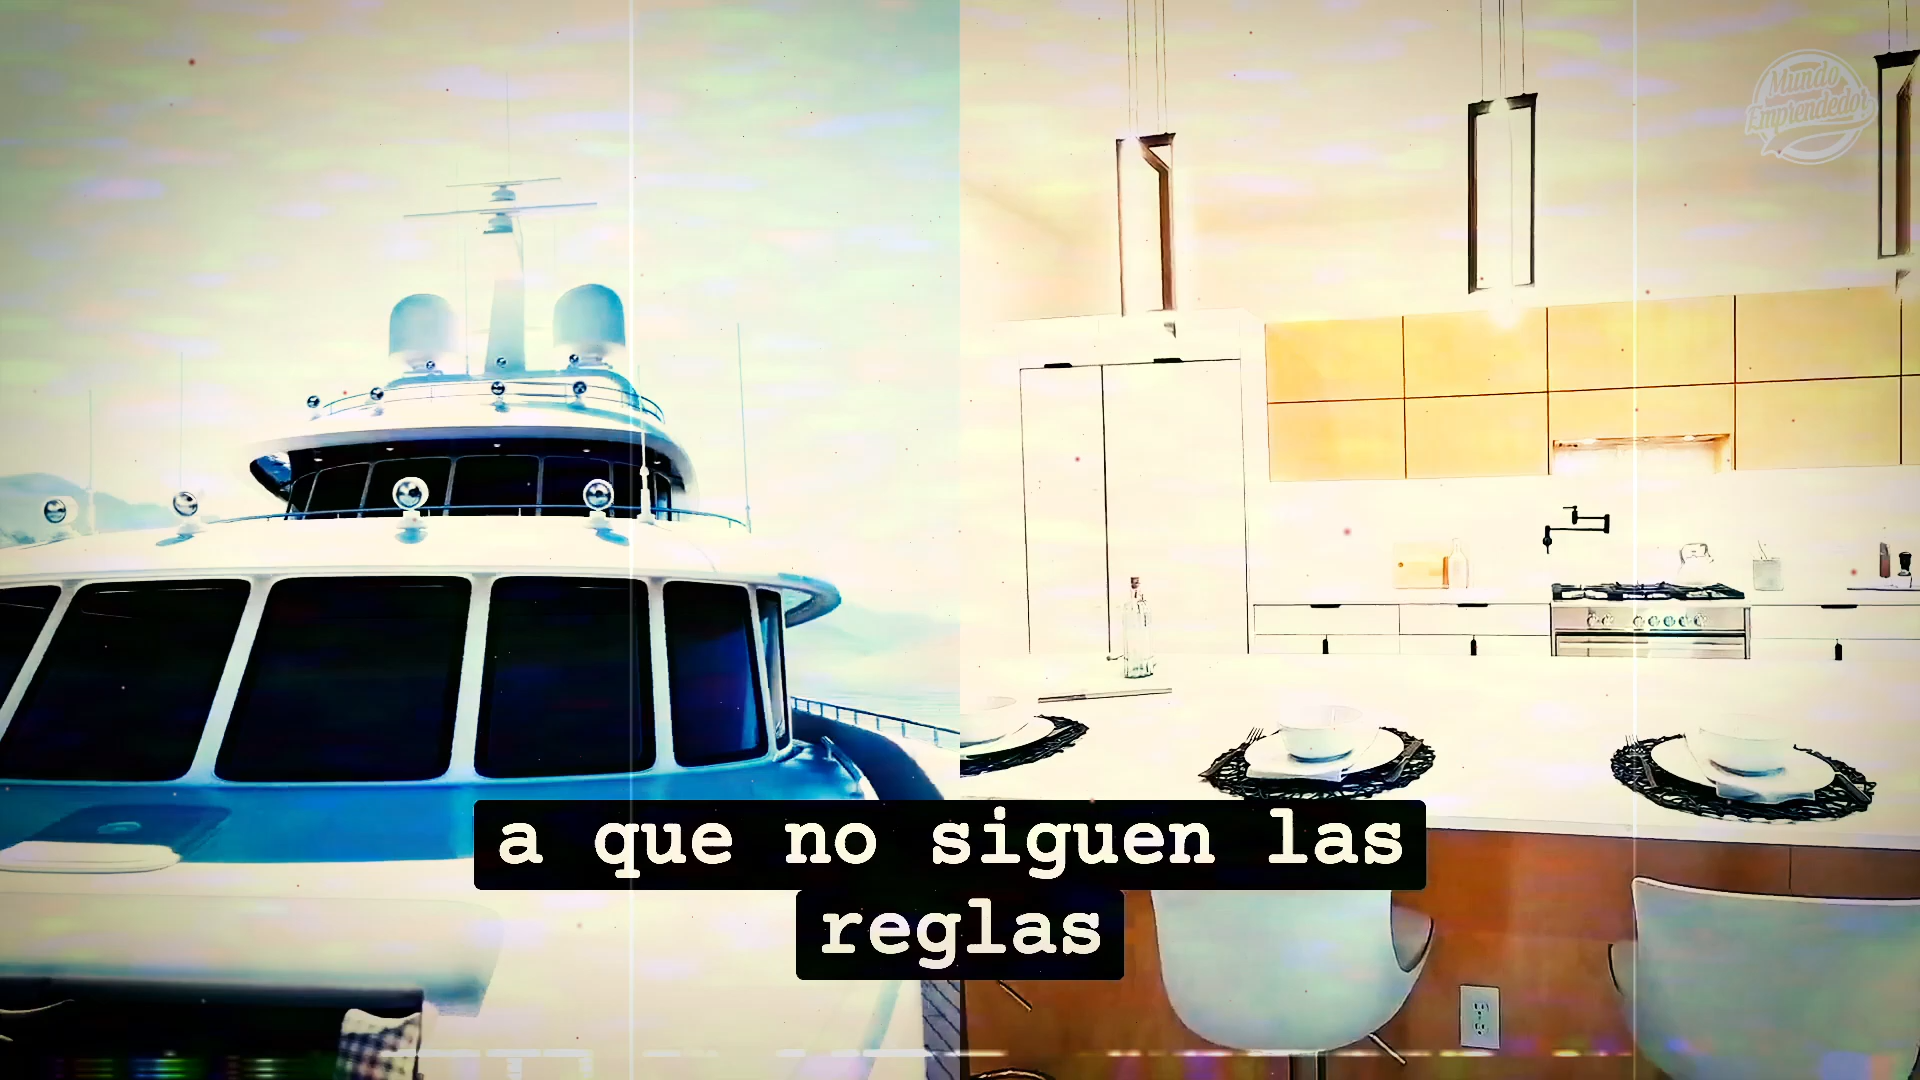 Mundo
Emprendedor
a que no siguen las
reglas